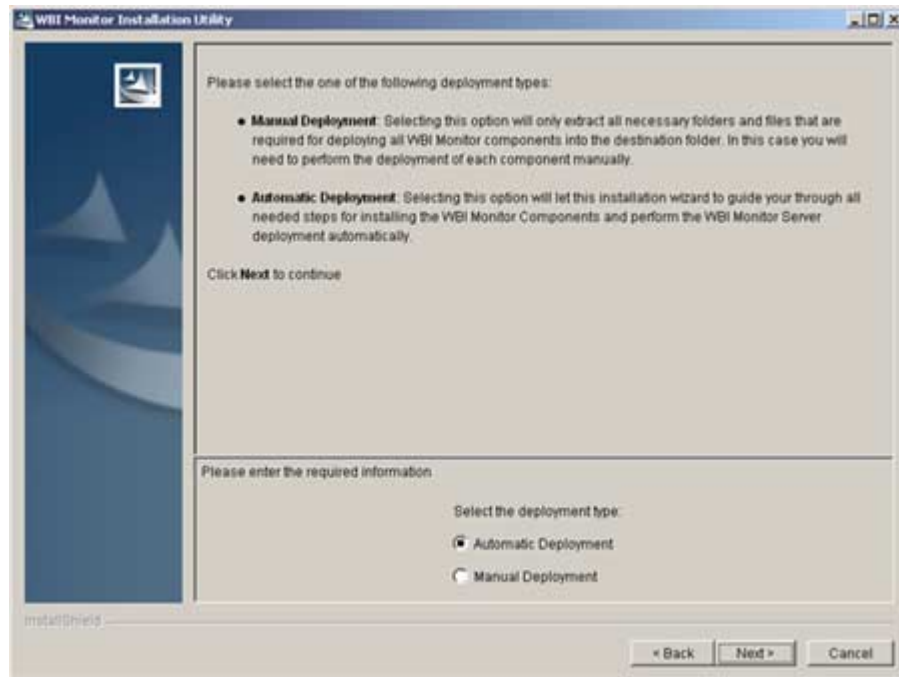 WBI Monitor Installation Utility
Please select the one of the following deployment types:
• Manual Deployment: Selecting this option will only extract all necessary folders and files that are
required for deploying all WBI Monitor components into the destination folder. In this case you will
need to perform the deployment of each component manually.
• Automatic Deployment: Selecting this option will let this installation wizard to guide your through all
needed steps for installing the WBI Monitor Components and perform the WBI Monitor Server
deployment automatically.
Click Next to continue
Please enter the required information
Select the deployment type:
Automatic Deployment
Manual Deployment
InstallShield
< Back
Next >
Cancel